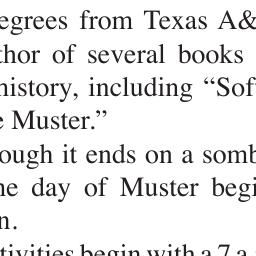 egrees from Texas A&
thor of several books
history, including “Sof
e Muster.”
ough it ends on a somb
he day of Muster begi
n.
tivities begin with a 7 a